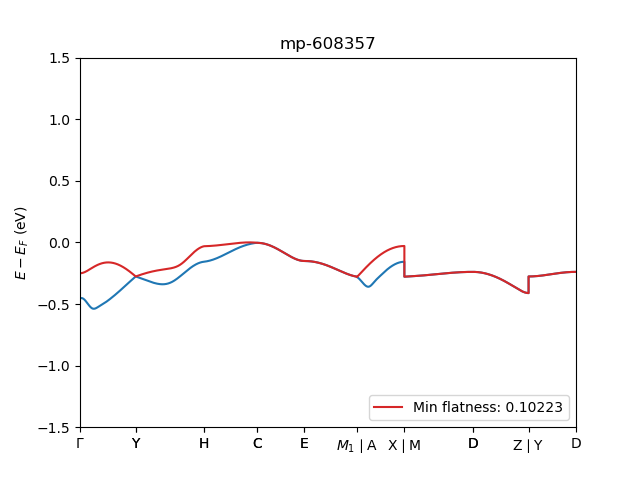 mp-608357
E − E_F (eV)
1.5
1.0
0.5
0.0
−0.5
−1.0
−1.5
Min flatness: 0.10223
Γ Y H C E M₁ | A X | M D Z | Y D